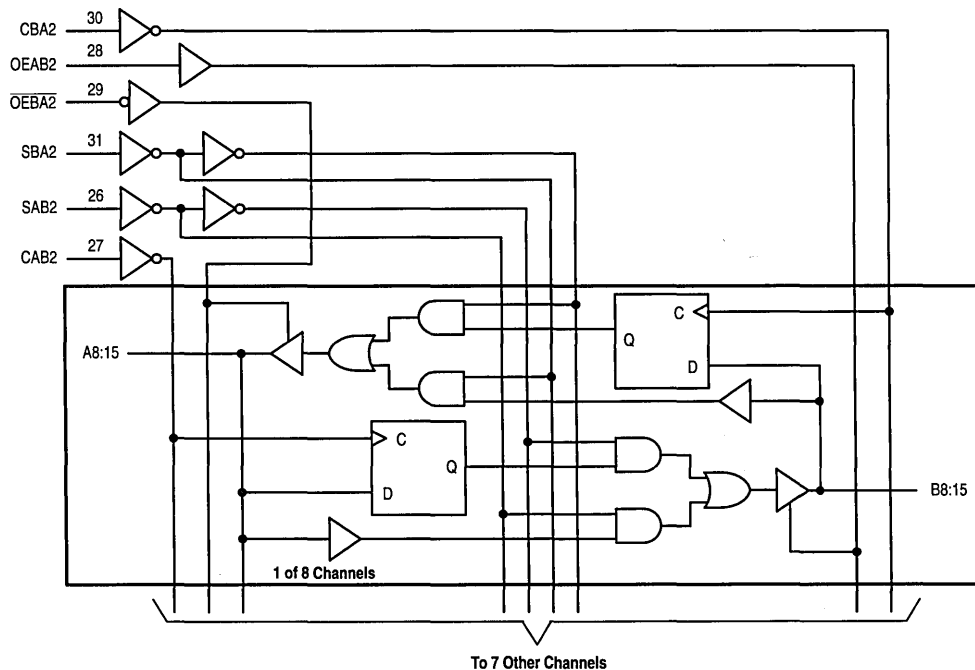 CBA2 30
OEAB2 28
OEBA2 29
SBA2 31
SAB2 26
CAB2 27
C
Q
D
A8:15
C
Q
D
B8:15
1 of 8 Channels
To 7 Other Channels